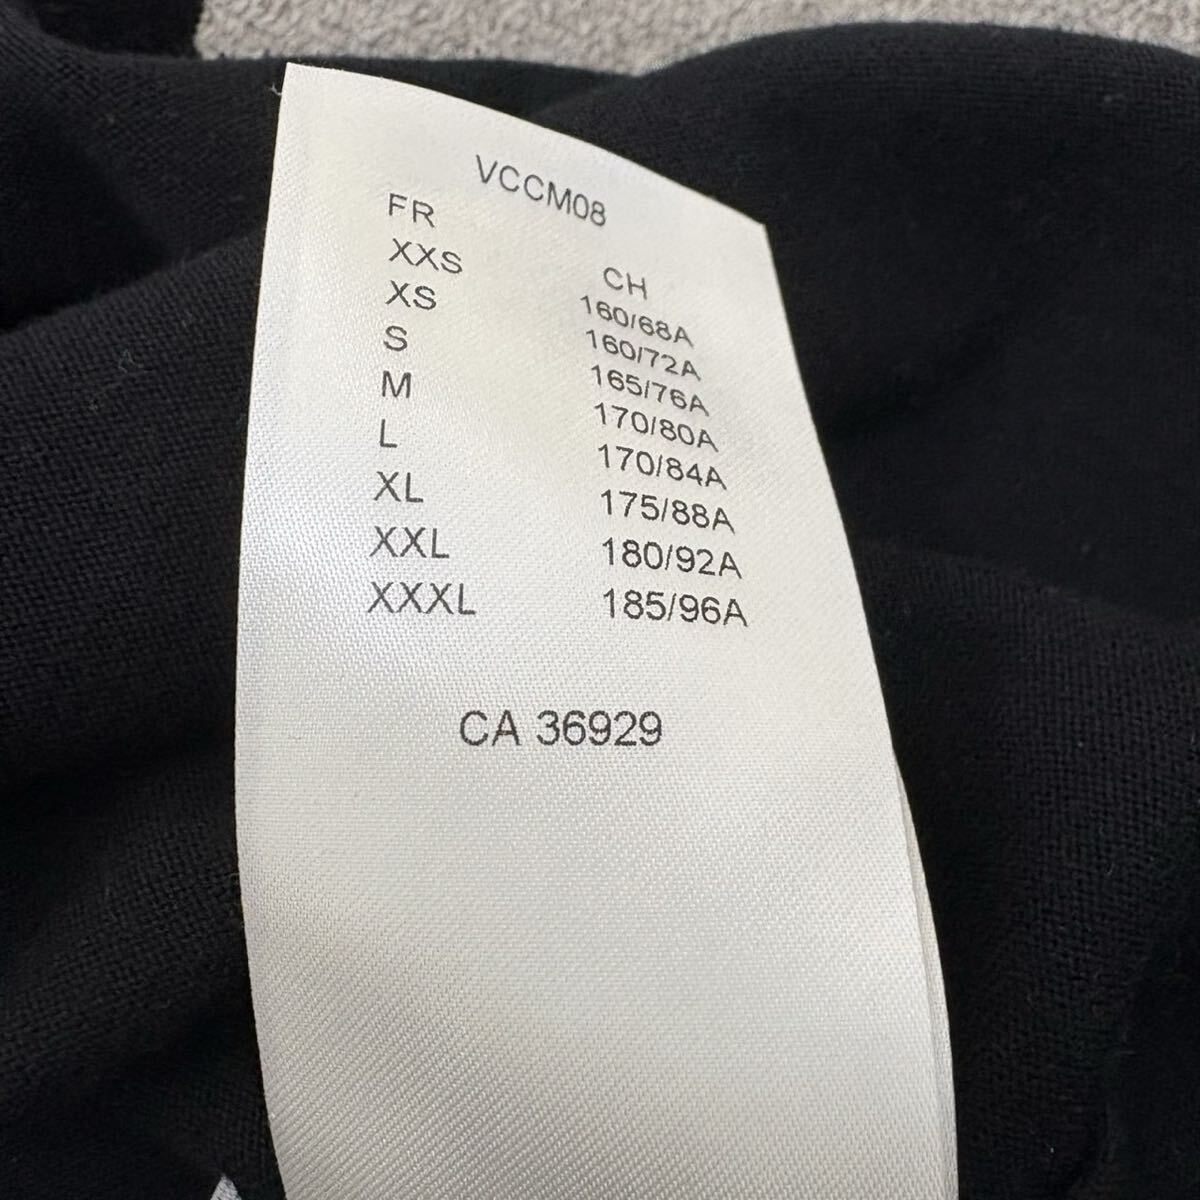 VCCM08
FR CH
XXS 160/68A
XS 160/72A
S 165/76A
M 170/80A
L 170/84A
XL 175/88A
XXL 180/92A
XXXL 185/96A
CA 36929